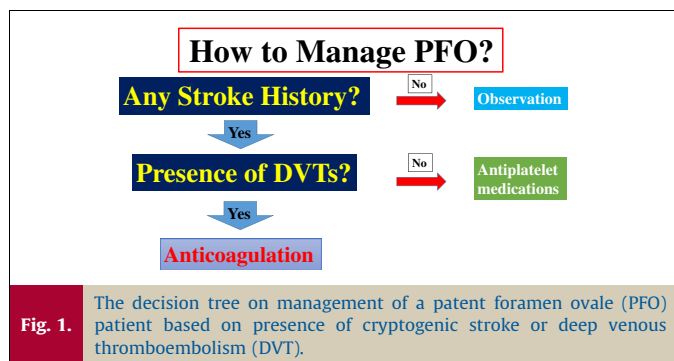 How to Manage PFO?
Any Stroke History?
No
Observation
Yes
Presence of DVTs?
No
Antiplatelet
medications
Yes
Anticoagulation
Fig. 1.
The decision tree on management of a patent foramen ovale (PFO)
patient based on presence of cryptogenic stroke or deep venous
thromboembolism (DVT).